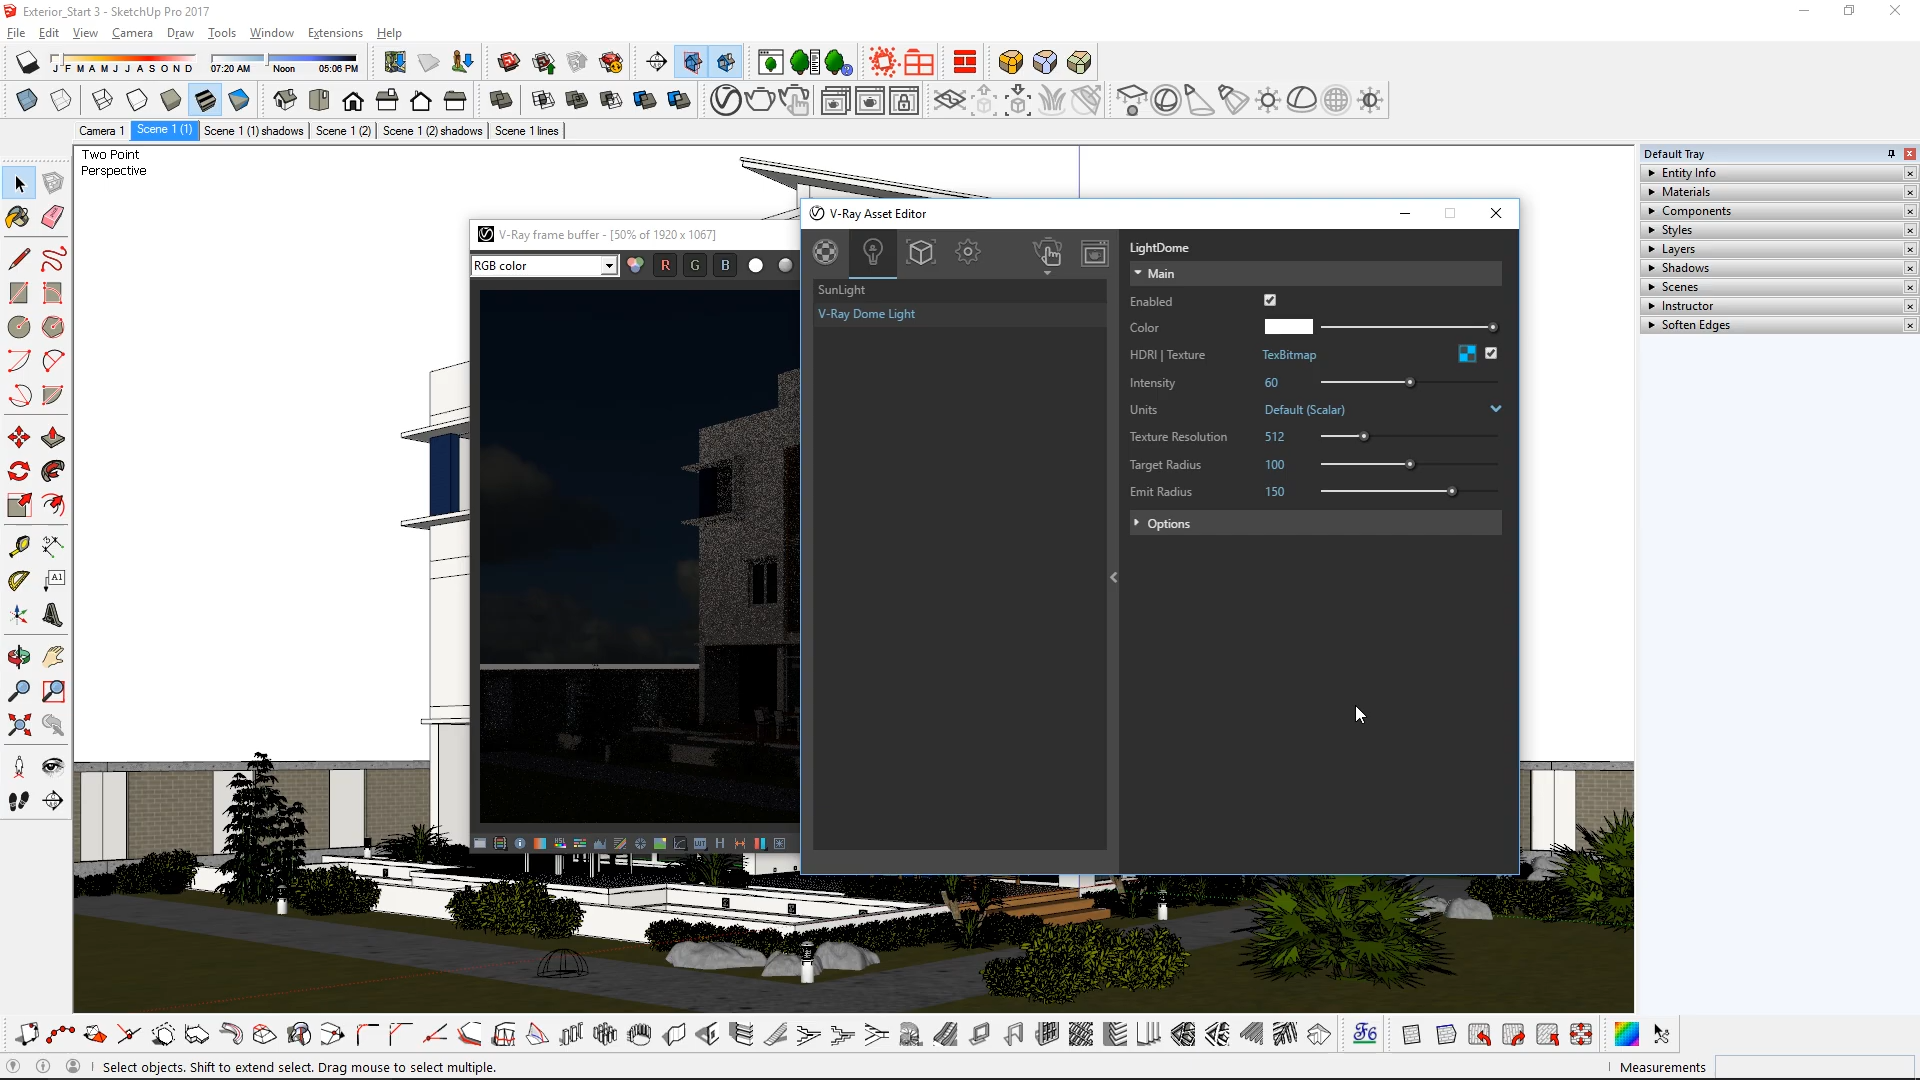 Exterior_Start 3 - SketchUp Pro 2017
File Edit View Camera Draw Tools Window Extensions Help
J F M A M J J A S O N D 07:20 AM Noon 05:06 PM
Camera 1 Scene 1 (1) Scene 1 (1) shadows Scene 1 (2) Scene 1 (2) shadows Scene 1 lines
Two Point
Perspective
V-Ray frame buffer - [50% of 1920 x 1067]
RGB color R G B
V-Ray Asset Editor
SunLight
V-Ray Dome Light
LightDome
Main
Enabled
Color
HDRI | Texture TexBitmap
Intensity 60
Units Default (Scalar)
Texture Resolution 512
Target Radius 100
Emit Radius 150
Options
Default Tray
Entity Info
Materials
Components
Styles
Layers
Shadows
Scenes
Instructor
Soften Edges
A1
HSL
LUT
H
F6
Select objects. Shift to extend select. Drag mouse to select multiple.
Measurements